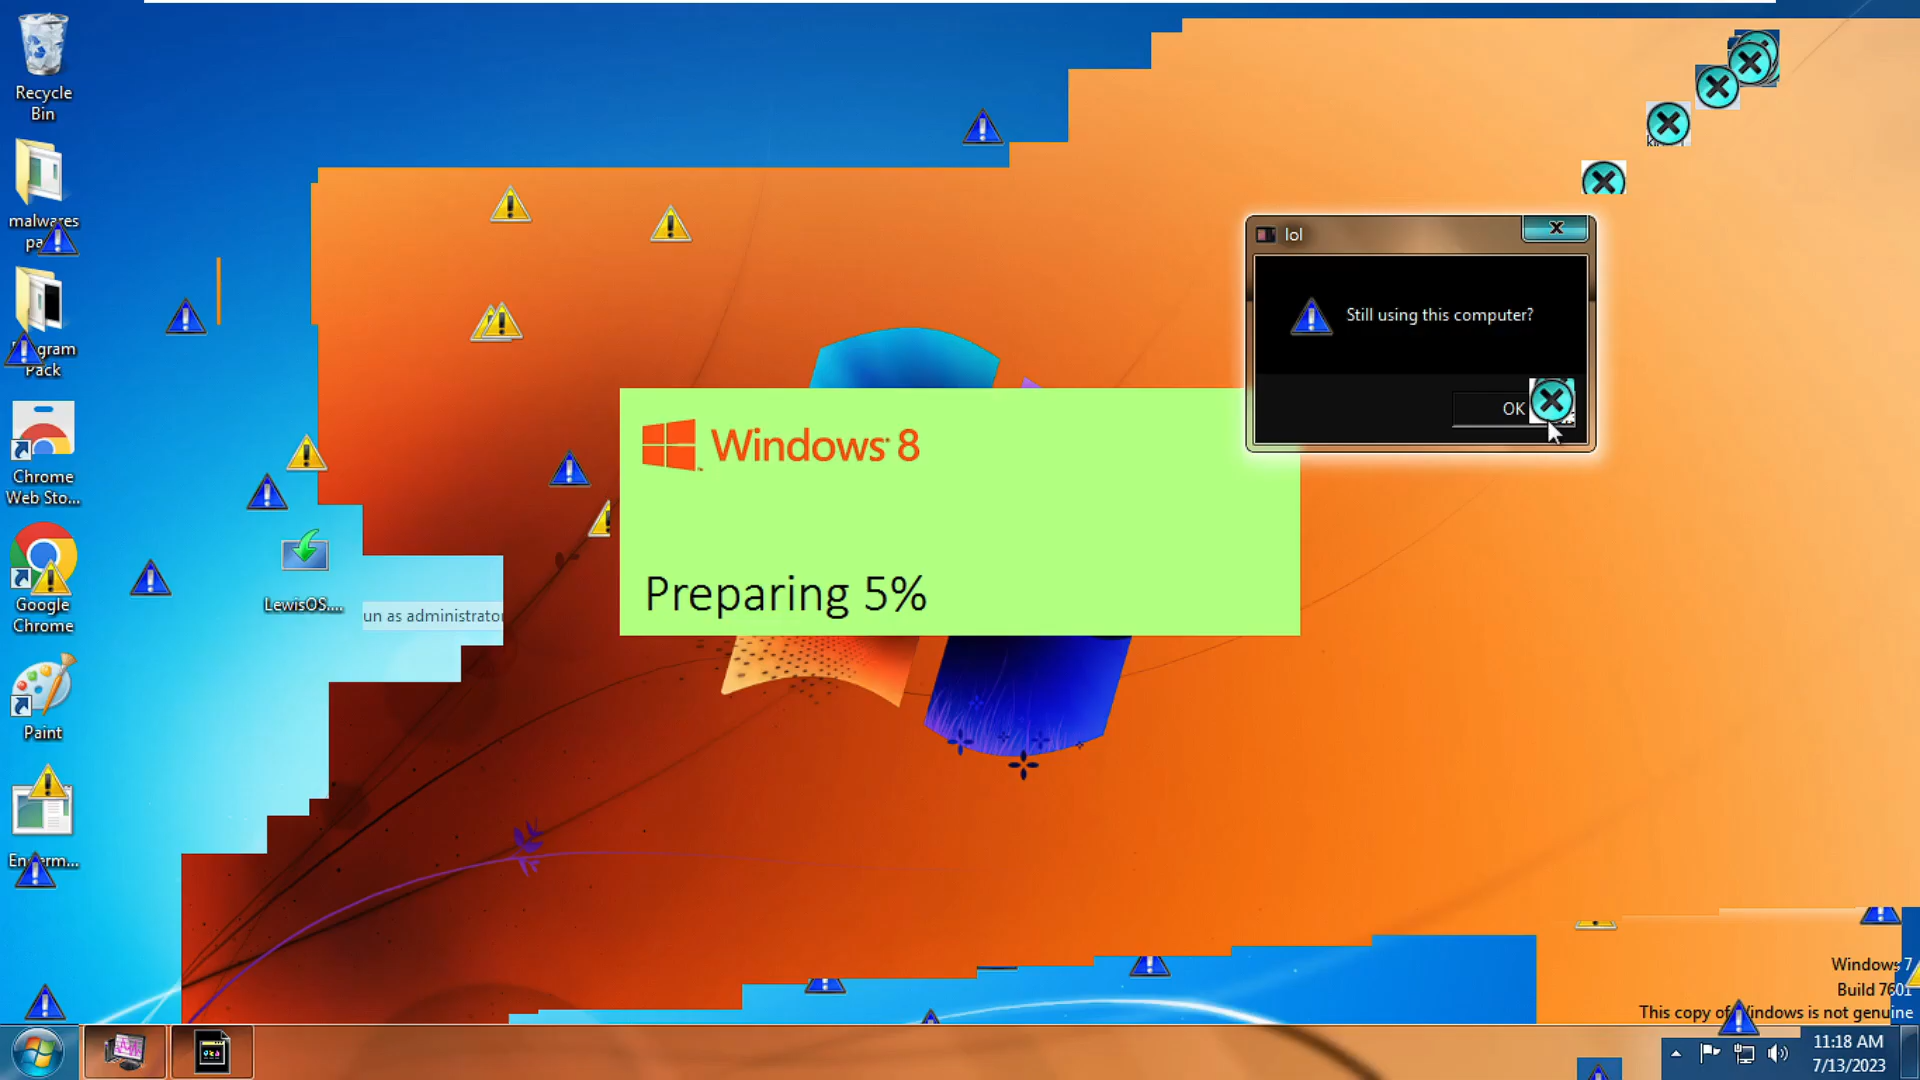 Recycle
Bin
malwares
pa
gram
Pack
Chrome
Web Sto...
Google
Chrome
Paint
LewisOS....
un as administrator
Windows 8
Preparing 5%
lol
Still using this computer?
OK
Windows 7
Build 7601
This copy of Windows is not genuine
11:18 AM
7/13/2023